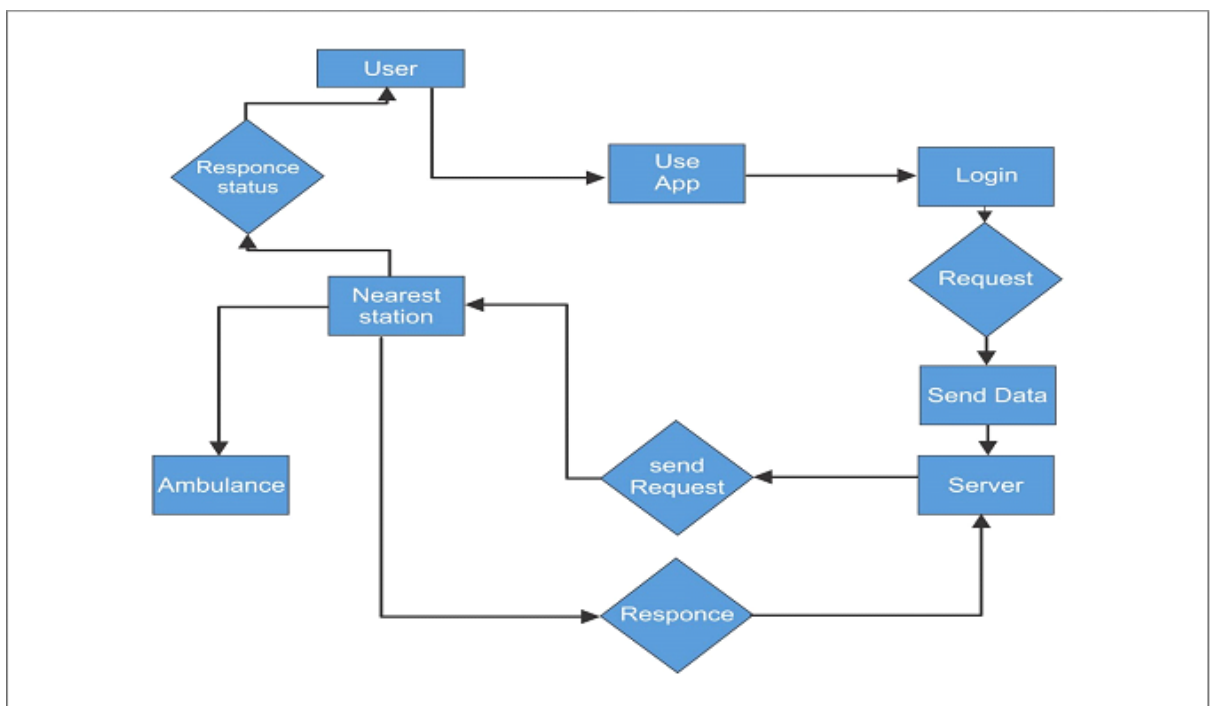 User
Responce
status
Use
App
Login
Request
Nearest
station
Send Data
send
Request
Ambulance
Server
Responce